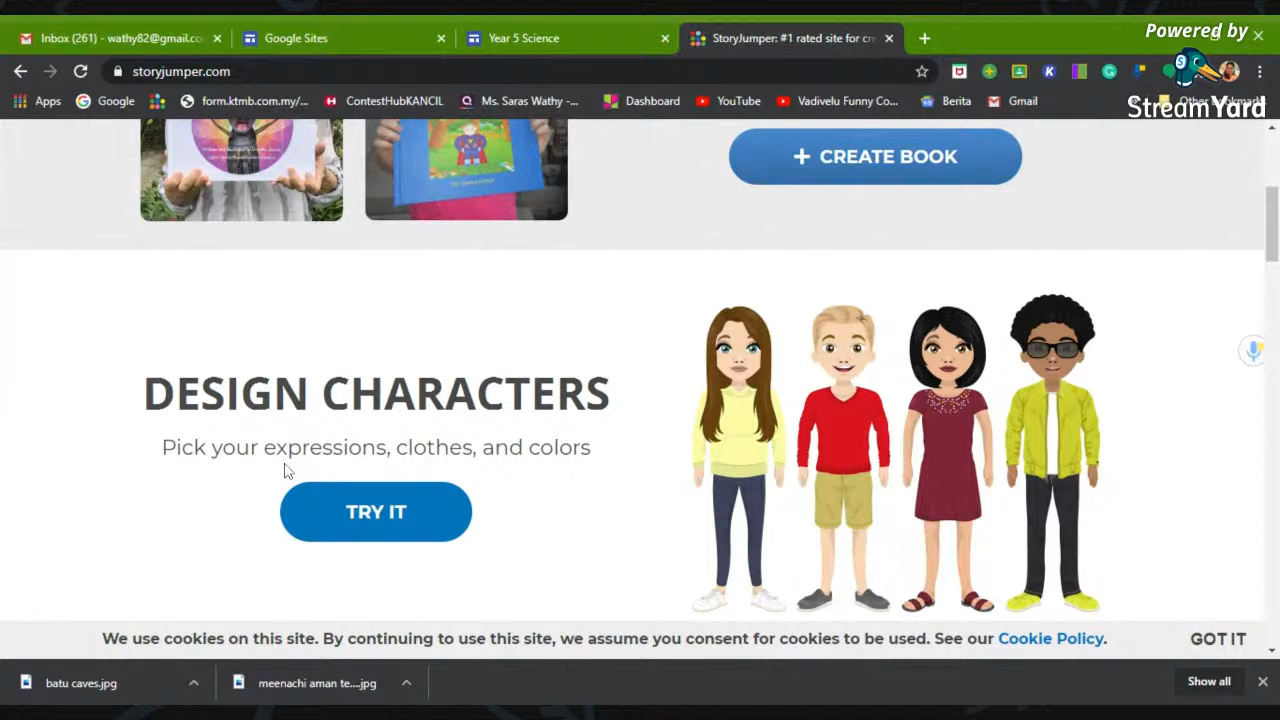 Powered by
StreamYard
Inbox (261) - wathy82@gmail.co
Google Sites
Year 5 Science
StoryJumper: #1 rated site for cre
storyjumper.com
Apps
Google
form.ktmb.com.my/...
ContestHubKANCIL
Ms. Saras Wathy -...
Dashboard
YouTube
Vadivelu Funny Co...
Berita
Gmail
CREATE BOOK
DESIGN CHARACTERS
Pick your expressions, clothes, and colors
TRY IT
We use cookies on this site. By continuing to use this site, we assume you consent for cookies to be used. See our Cookie Policy.
GOT IT
batu caves.jpg
meenachi aman te....jpg
Show all